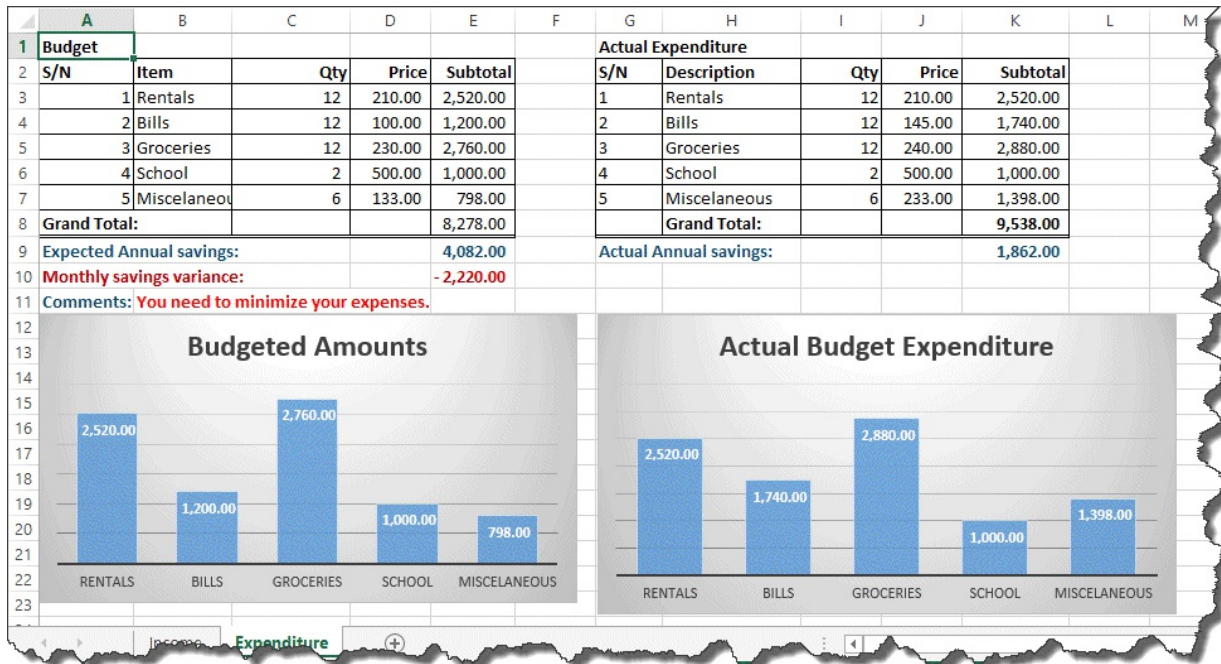 A B C D E F G H I J K L M
1 Budget Actual Expenditure
2 S/N Item Qty Price Subtotal S/N Description Qty Price Subtotal
3 1 Rentals 12 210.00 2,520.00 1 Rentals 12 210.00 2,520.00
4 2 Bills 12 100.00 1,200.00 2 Bills 12 145.00 1,740.00
5 3 Groceries 12 230.00 2,760.00 3 Groceries 12 240.00 2,880.00
6 4 School 2 500.00 1,000.00 4 School 2 500.00 1,000.00
7 5 Miscelaneou 6 133.00 798.00 5 Miscelaneous 6 233.00 1,398.00
8 Grand Total: 8,278.00 Grand Total: 9,538.00
9 Expected Annual savings: 4,082.00 Actual Annual savings: 1,862.00
10 Monthly savings variance: - 2,220.00
11 Comments: You need to minimize your expenses.
12
13
14
15
16
17
18
19
20
21
22
23
Budgeted Amounts
2,520.00
1,200.00
2,760.00
1,000.00
798.00
RENTALS BILLS GROCERIES SCHOOL MISCELANEOUS
Actual Budget Expenditure
2,520.00
1,740.00
2,880.00
1,000.00
1,398.00
RENTALS BILLS GROCERIES SCHOOL MISCELANEOUS
Income Expenditure